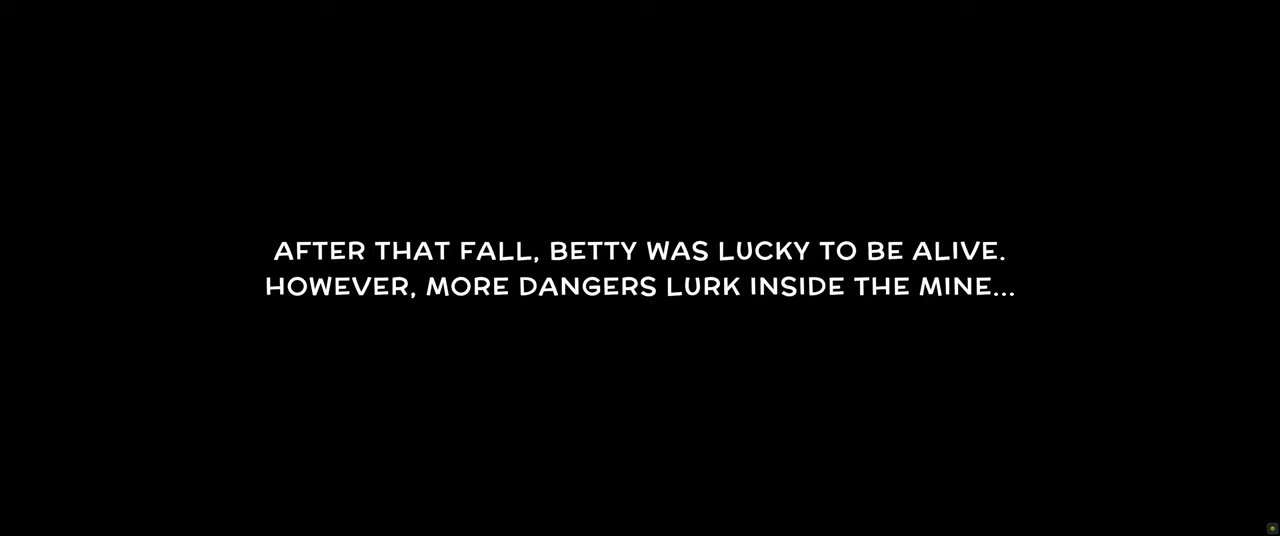 AFTER THAT FALL, BETTY WAS LUCKY TO BE ALIVE.
HOWEVER, MORE DANGERS LURK INSIDE THE MINE...